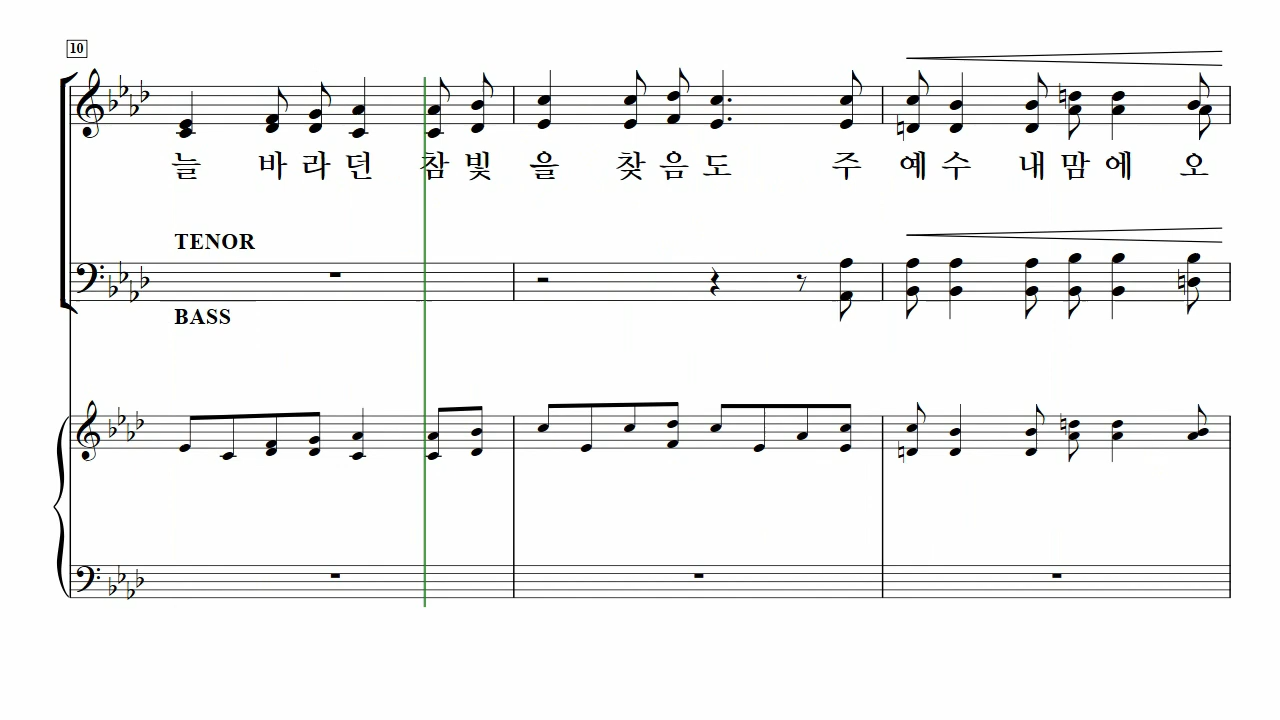 10
늘 바 라 던 참 빛 을 찾 음 도 주 예 수 내 맘 에 오
TENOR
BASS